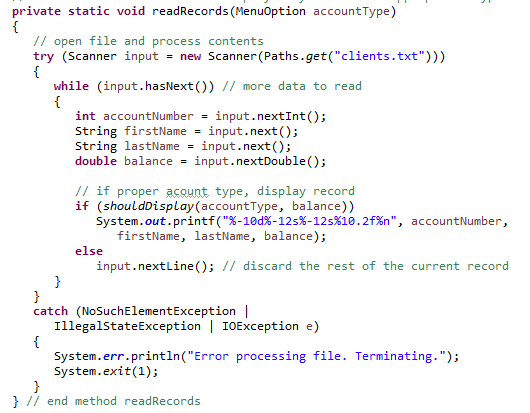 private static void readRecords(MenuOption accountType)
{
// open file and process contents
try (Scanner input = new Scanner(Paths.get("clients.txt")))
{
while (input.hasNext()) // more data to read
{
int accountNumber = input.nextInt();
String firstName = input.next();
String lastName = input.next();
double balance = input.nextDouble();
// if proper acount type, display record
if (shouldDisplay(accountType, balance))
System.out.printf("%-10d%-12s%-12s%10.2f%n", accountNumber,
firstName, lastName, balance);
else
input.nextLine(); // discard the rest of the current record
}
}
catch (NoSuchElementException |
IllegalStateException | IOException e)
{
System.err.println("Error processing file. Terminating.");
System.exit(1);
}
} // end method readRecords